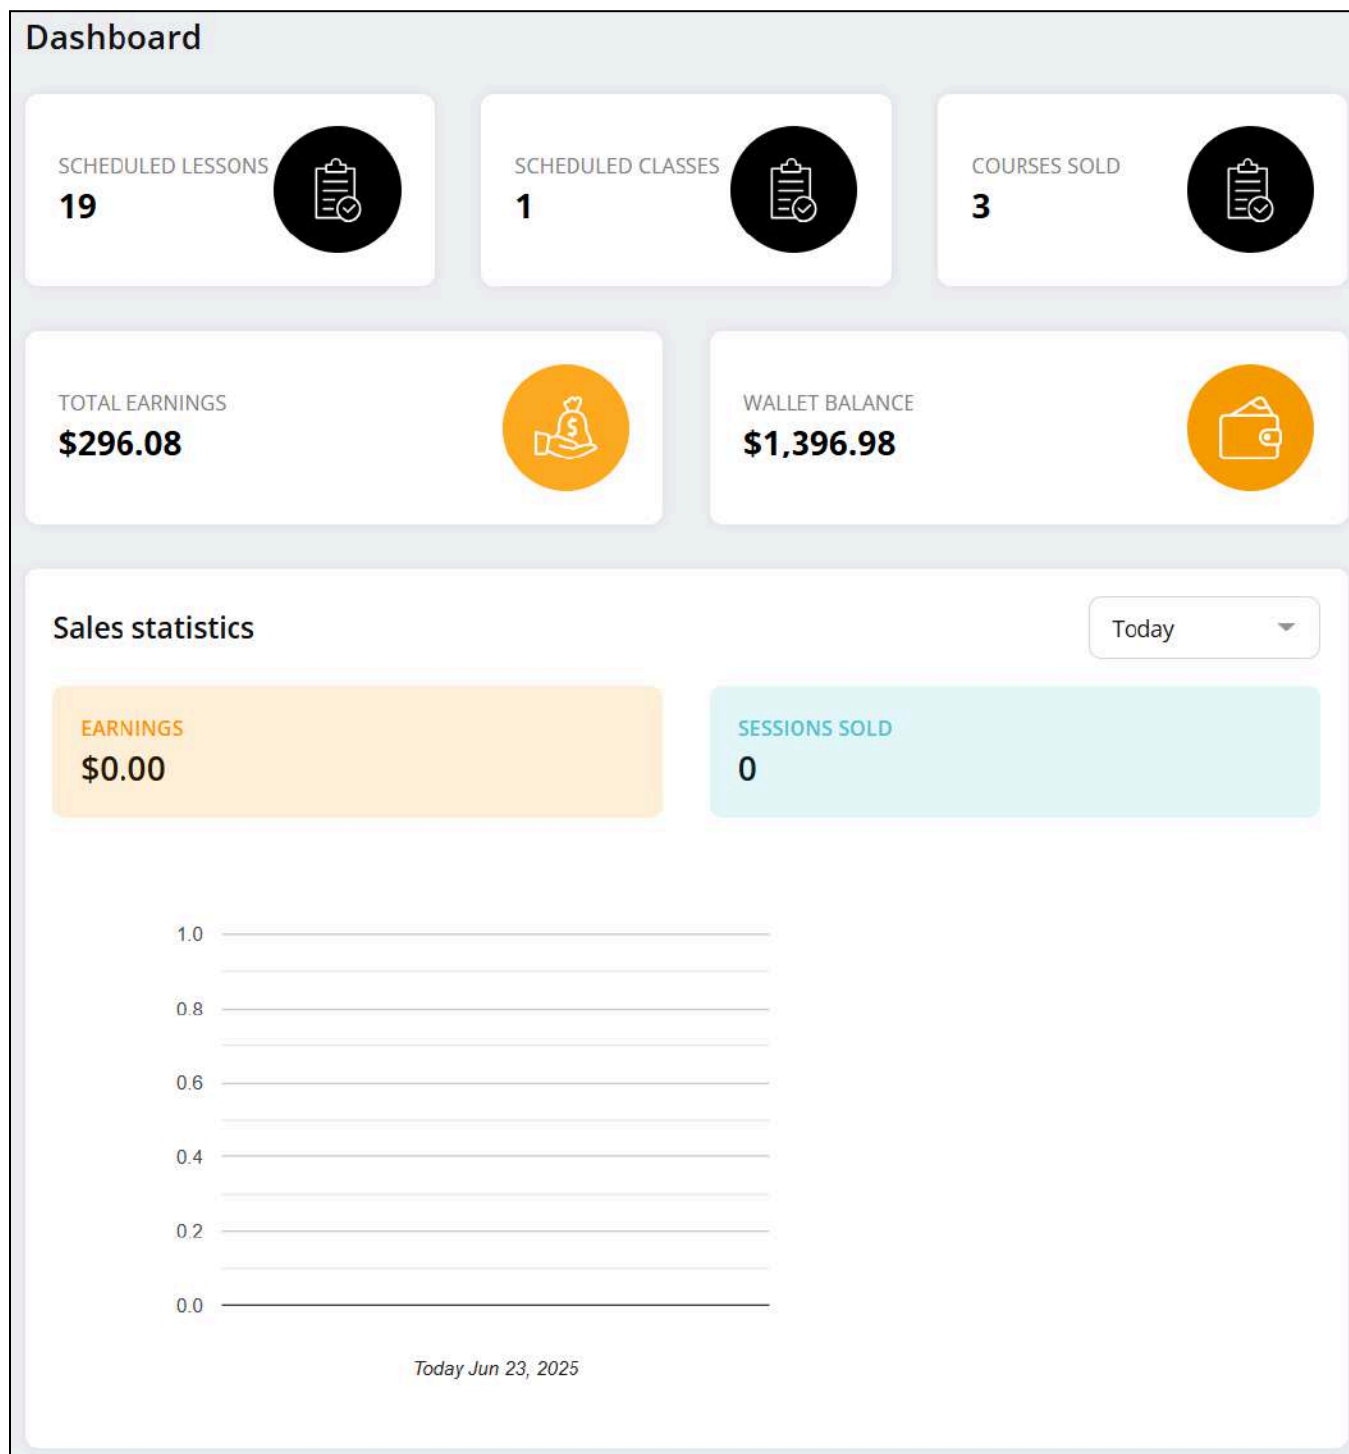 Dashboard
SCHEDULED LESSONS
19
SCHEDULED CLASSES
1
COURSES SOLD
3
TOTAL EARNINGS
$296.08
$
WALLET BALANCE
$1,396.98
Sales statistics
Today
EARNINGS
$0.00
SESSIONS SOLD
0
1.0
0.8
0.6
0.4
0.2
0.0
Today Jun 23, 2025